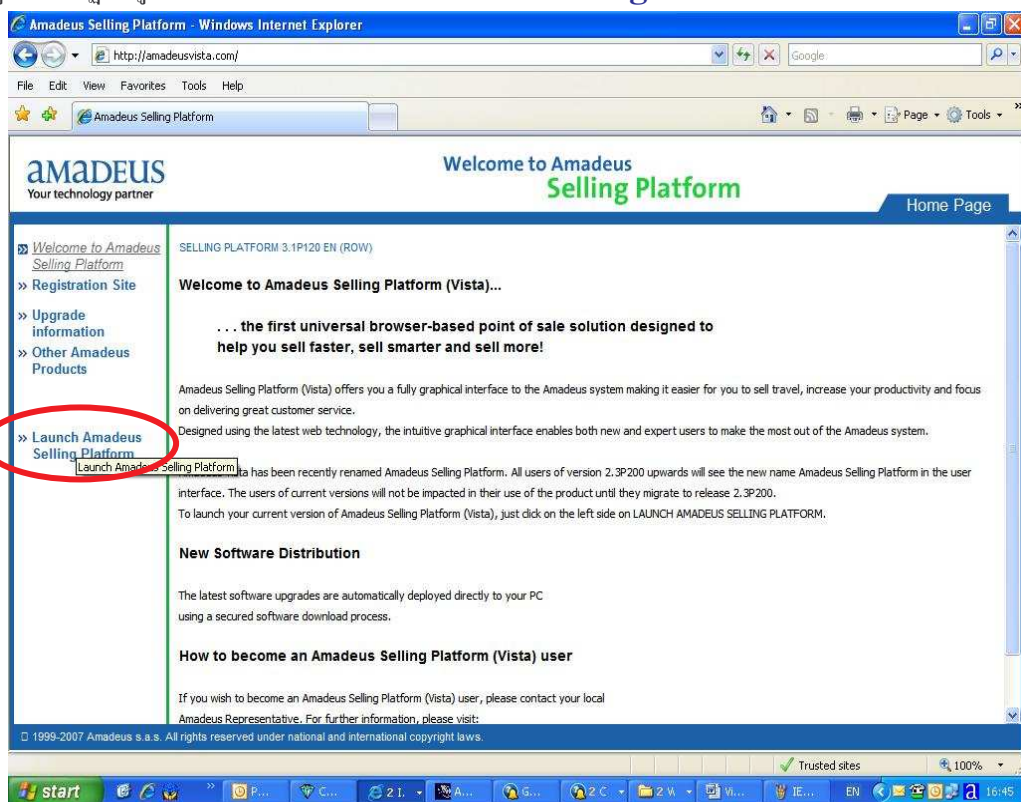 Amadeus Selling Platform - Windows Internet Explorer
http://amadeusvista.com/
Google
File Edit View Favorites Tools Help
Amadeus Selling Platform
Page Tools
amadeus
Your technology partner
Welcome to Amadeus
Selling Platform
Home Page
Welcome to Amadeus
Selling Platform
» Registration Site
» Upgrade
information
» Other Amadeus
Products
» Launch Amadeus
Selling Platform
Launch Amadeus Selling Platform
SELLING PLATFORM 3.1P120 EN (ROW)
Welcome to Amadeus Selling Platform (Vista)...
. . . the first universal browser-based point of sale solution designed to
help you sell faster, sell smarter and sell more!
Amadeus Selling Platform (Vista) offers you a fully graphical interface to the Amadeus system making it easier for you to sell travel, increase your productivity and focus
on delivering great customer service.
Designed using the latest web technology, the intuitive graphical interface enables both new and expert users to make the most out of the Amadeus system.
has been recently renamed Amadeus Selling Platform. All users of version 2.3P200 upwards will see the new name Amadeus Selling Platform in the user
interface. The users of current versions will not be impacted in their use of the product until they migrate to release 2.3P200.
To launch your current version of Amadeus Selling Platform (Vista), just click on the left side on LAUNCH AMADEUS SELLING PLATFORM.
New Software Distribution
The latest software upgrades are automatically deployed directly to your PC
using a secured software download process.
How to become an Amadeus Selling Platform (Vista) user
If you wish to become an Amadeus Selling Platform (Vista) user, please contact your local
Amadeus Representative. For further information, please visit:
1999-2007 Amadeus s.a.s. All rights reserved under national and international copyright laws.
Trusted sites
100%
start
P...
C...
2 I...
A...
G...
2 C
2 W
Vi...
IE...
EN
16:45